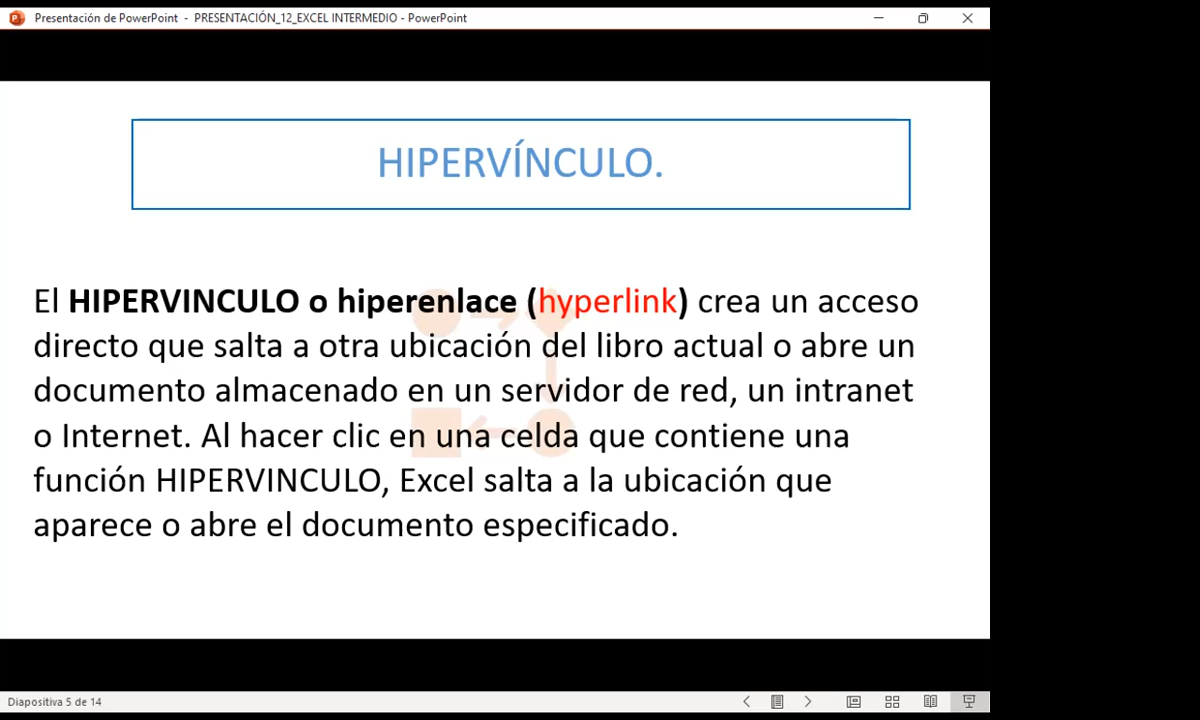 Presentación de PowerPoint - PRESENTACIÓN_12_EXCEL INTERMEDIO - PowerPoint
HIPERVÍNCULO.
El HIPERVINCULO o hiperenlace (hyperlink) crea un acceso
directo que salta a otra ubicación del libro actual o abre un
documento almacenado en un servidor de red, un intranet
o Internet. Al hacer clic en una celda que contiene una
función HIPERVINCULO, Excel salta a la ubicación que
aparece o abre el documento especificado.
Diapositiva 5 de 14